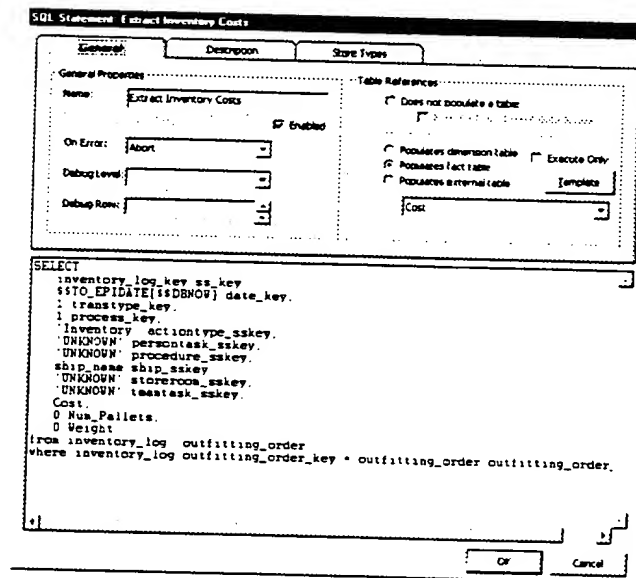 SQL Statement Extract Inventory Costs
General Description Store Types
General Properties
Name: Extract Inventory Costs
Enabled
On Error: Abort
Debug Level:
Debug Rows:
Table References
Does not populate a table
Populates dimension table
Execute Only
Populates fact table
Populates external table
Template
Cost
SELECT
inventory_log_key ss_key
$$TO_EPIDATE[$$DBNOW} date_key,
1 transtype_key,
1 process_key,
'Inventory actiontype_sskey,
'UNKNOWN' persontask_sskey,
'UNKNOWN' procedure_sskey,
ship_name ship_sskey
'UNKNOWN' storeroom_sskey,
'UNKNOWN' teamtask_sskey,
Cost,
0 Num_Pallets,
0 Weight
from inventory_log outfitting_order
where inventory_log outfitting_order_key = outfitting_order outfitting_order_
OK Cancel